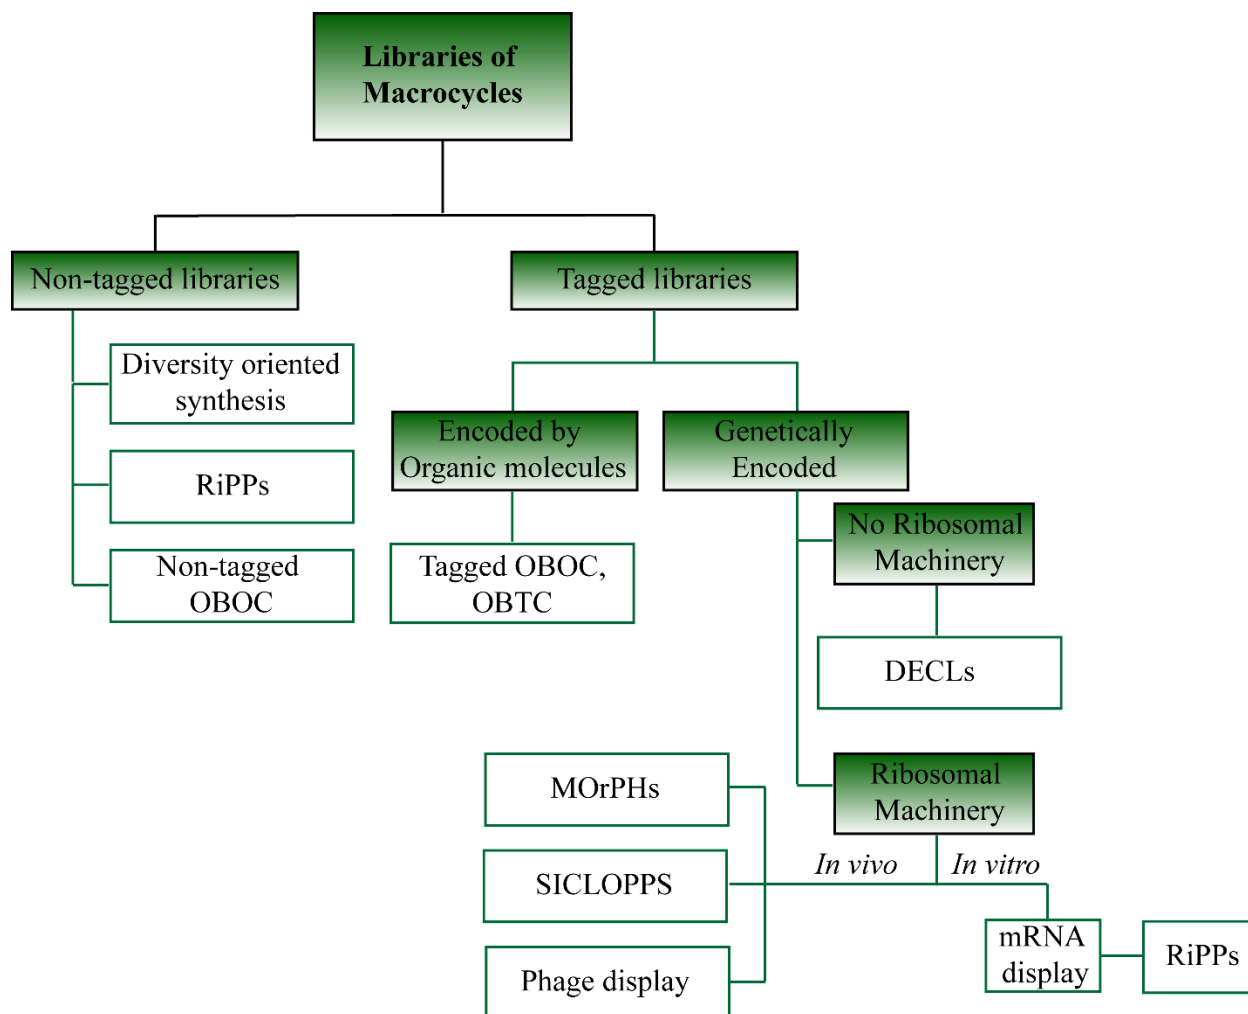 Libraries of
Macrocycles
Non-tagged libraries
Tagged libraries
Diversity oriented
synthesis
RiPPs
Non-tagged
OBOC
Encoded by
Organic molecules
Tagged OBOC,
OBTC
Genetically
Encoded
No Ribosomal
Machinery
DECLs
Ribosomal
Machinery
In vivo
In vitro
MOrPHs
SICLOPPS
Phage display
mRNA
display
RiPPs